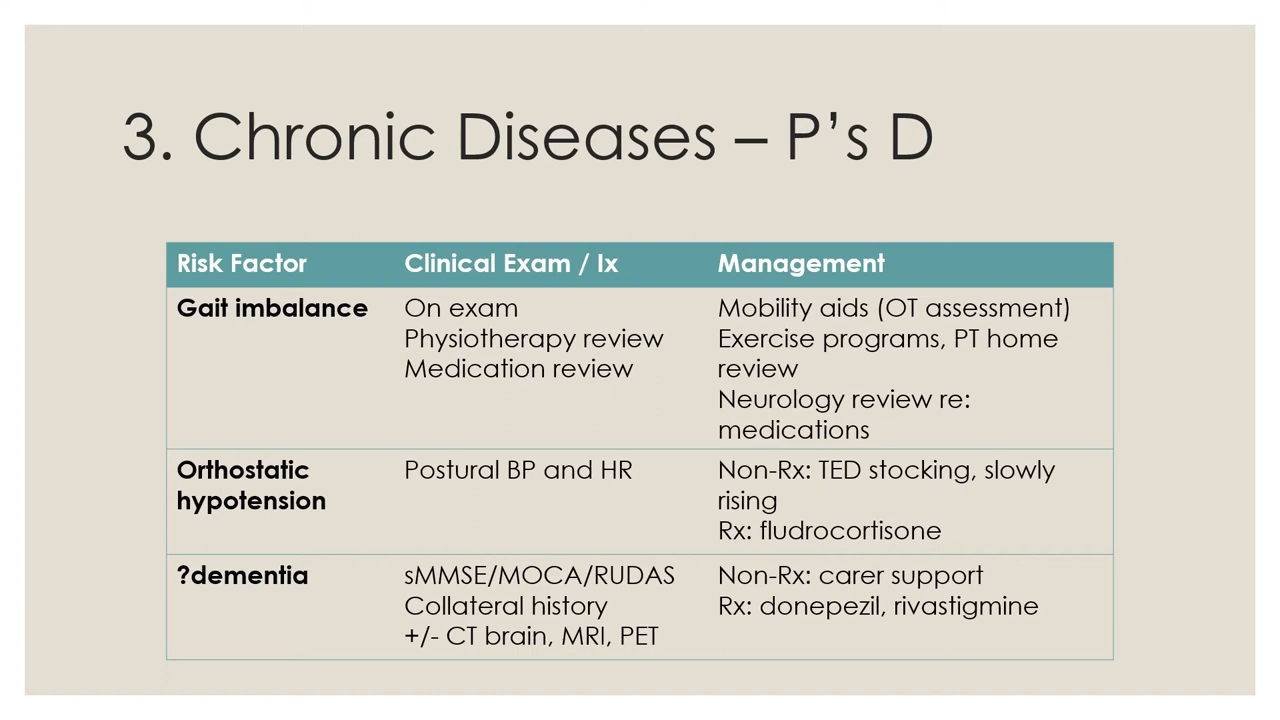 3. Chronic Diseases – P’s D
Risk Factor
Clinical Exam / Ix
Management
Gait imbalance
On exam
Physiotherapy review
Medication review
Mobility aids (OT assessment)
Exercise programs, PT home
review
Neurology review re:
medications
Orthostatic
hypotension
Postural BP and HR
Non-Rx: TED stocking, slowly
rising
Rx: fludrocortisone
?dementia
sMMSE/MOCA/RUDAS
Collateral history
+/- CT brain, MRI, PET
Non-Rx: carer support
Rx: donepezil, rivastigmine